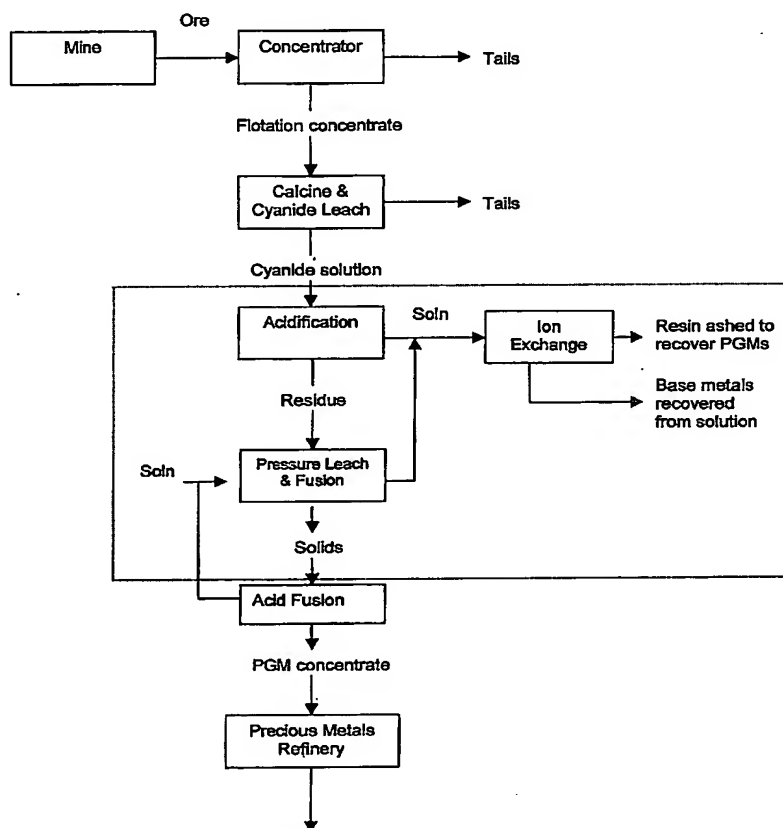 Ore
Mine
Concentrator
Tails
Flotation concentrate
Calcine &
Cyanide Leach
Tails
Cyanide solution
Acidification
Soln
Ion
Exchange
Resin ashed to
recover PGMs
Base metals
recovered
from solution
Residue
Soln
Pressure Leach
& Fusion
Solids
Acid Fusion
PGM concentrate
Precious Metals
Refinery